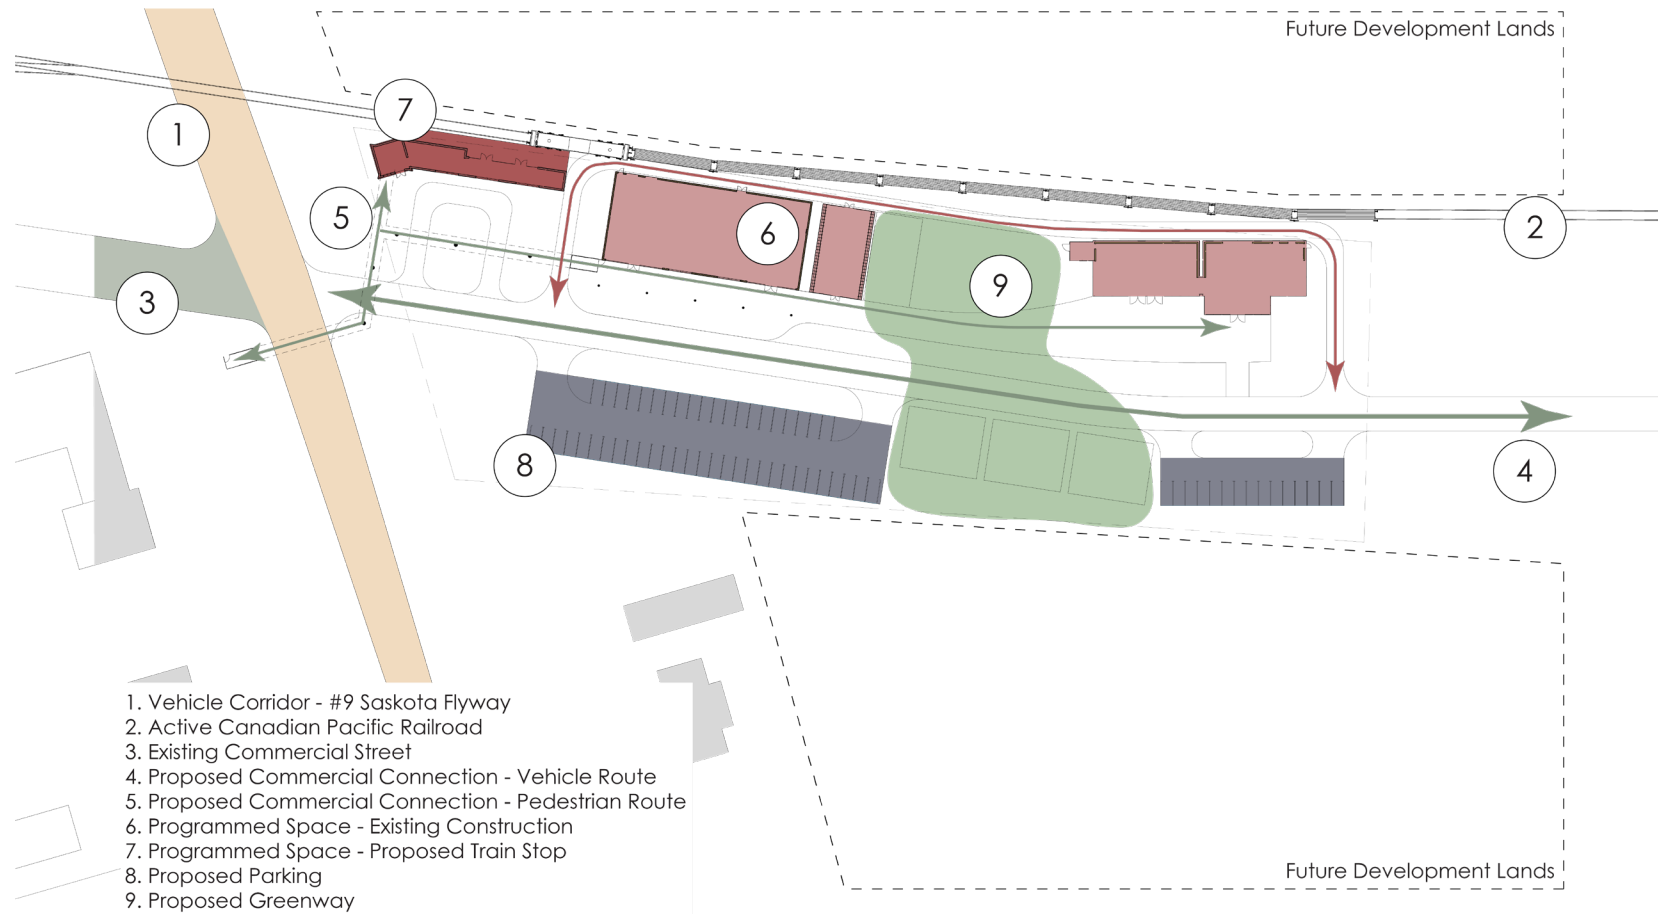 Future Development Lands
7
1
5
6
2
9
3
8
4
1. Vehicle Corridor - #9 Saskota Flyway
2. Active Canadian Pacific Railroad
3. Existing Commercial Street
4. Proposed Commercial Connection - Vehicle Route
5. Proposed Commercial Connection - Pedestrian Route
6. Programmed Space - Existing Construction
7. Programmed Space - Proposed Train Stop
8. Proposed Parking
9. Proposed Greenway
Future Development Lands